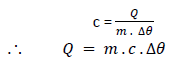 c = Q / (m . Δθ)
∴ Q = m . c . Δθ